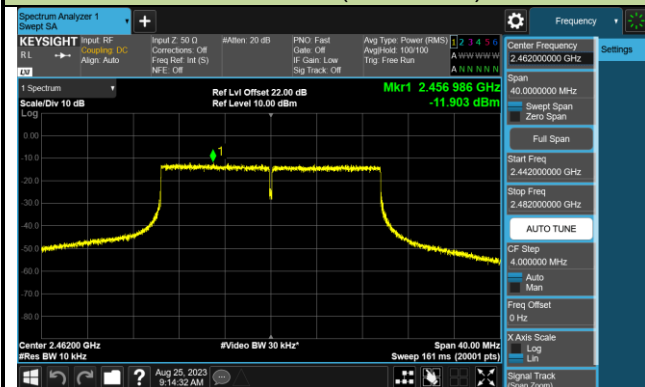 Spectrum Analyzer 1
Swept SA
Frequency
KEYSIGHT
RL
LXI
Input: RF
Coupling: DC
Align: Auto
Input Z: 50 Ω
Corrections: Off
Freq Ref: Int (S)
NFE: Off
#Atten: 20 dB
PNO: Fast
Gate: Off
IF Gain: Low
Sig Track: Off
Avg Type: Power (RMS)
Avg|Hold: 100/100
Trig: Free Run
1 2 3 4 5 6
A W W W W W
A N N N N N
Center Frequency
2.462000000 GHz
Settings
Span
40.0000000 MHz
Swept Span
Zero Span
Full Span
Start Freq
2.442000000 GHz
Stop Freq
2.482000000 GHz
AUTO TUNE
CF Step
4.000000 MHz
Auto
Man
Freq Offset
0 Hz
X Axis Scale
Log
Lin
Signal Track
(Span Zoom)
1 Spectrum
Scale/Div 10 dB
Log
Ref Lvl Offset 22.00 dB
Ref Level 10.00 dBm
Mkr1 2.456 986 GHz
-11.903 dBm
1
0.00
-10.0
-20.0
-30.0
-40.0
-50.0
-60.0
-70.0
-80.0
Center 2.46200 GHz
#Res BW 10 kHz
#Video BW 30 kHz*
Span 40.00 MHz
Sweep 161 ms (20001 pts)
Aug 25, 2023
9:14:32 AM